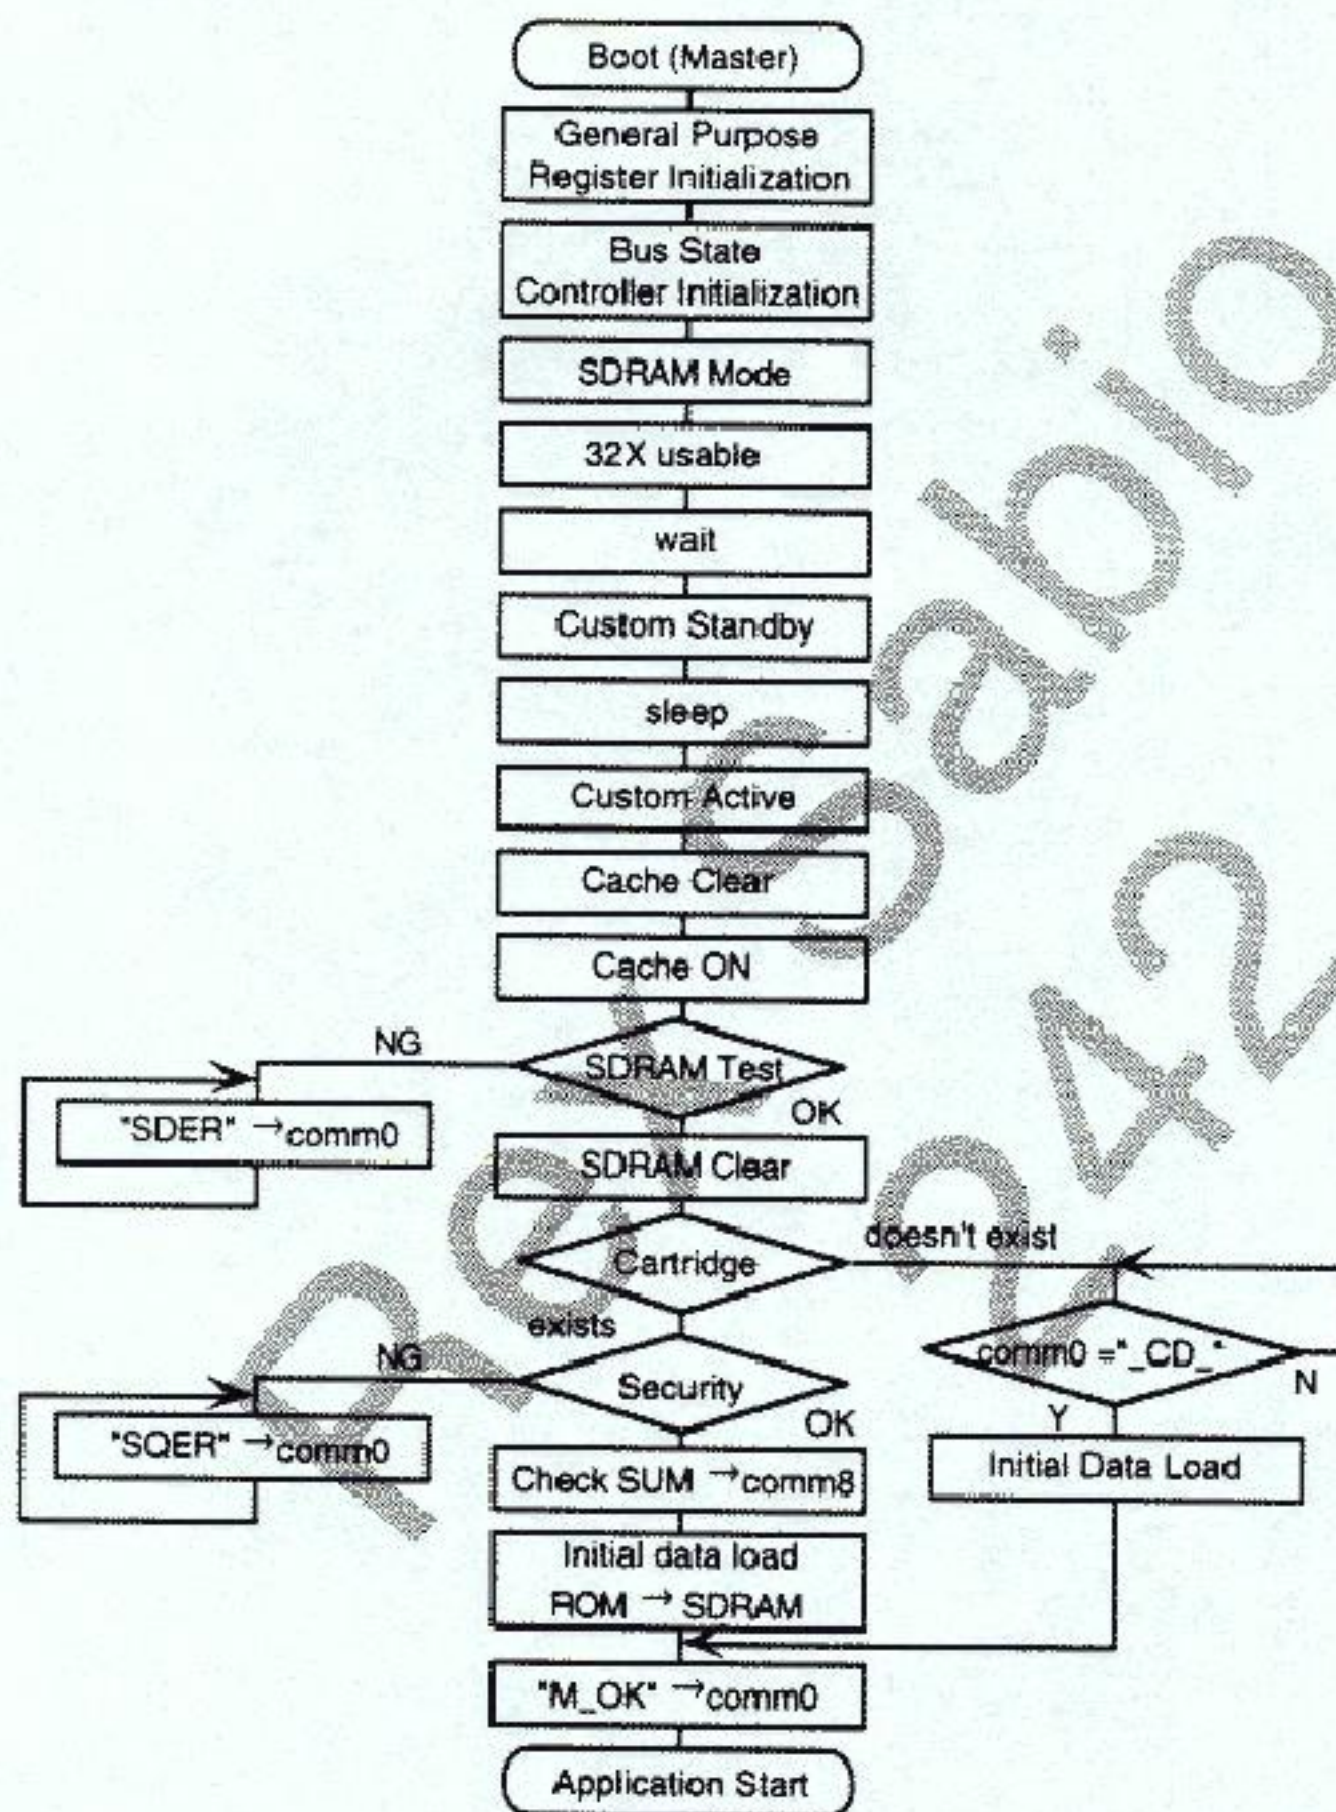 Boot (Master)
General Purpose
Register Initialization
Bus State
Controller Initialization
SDRAM Mode
32X usable
wait
Custom Standby
sleep
Custom Active
Cache Clear
Cache ON
NG
SDRAM Test
OK
"SDER" →comm0
SDRAM Clear
Cartridge
doesn't exist
exists
comm0 ="_CD_"
N
Y
NG
Security
OK
"SQER" →comm0
Check SUM →comm8
Initial Data Load
Initial data load
ROM → SDRAM
"M_OK" →comm0
Application Start